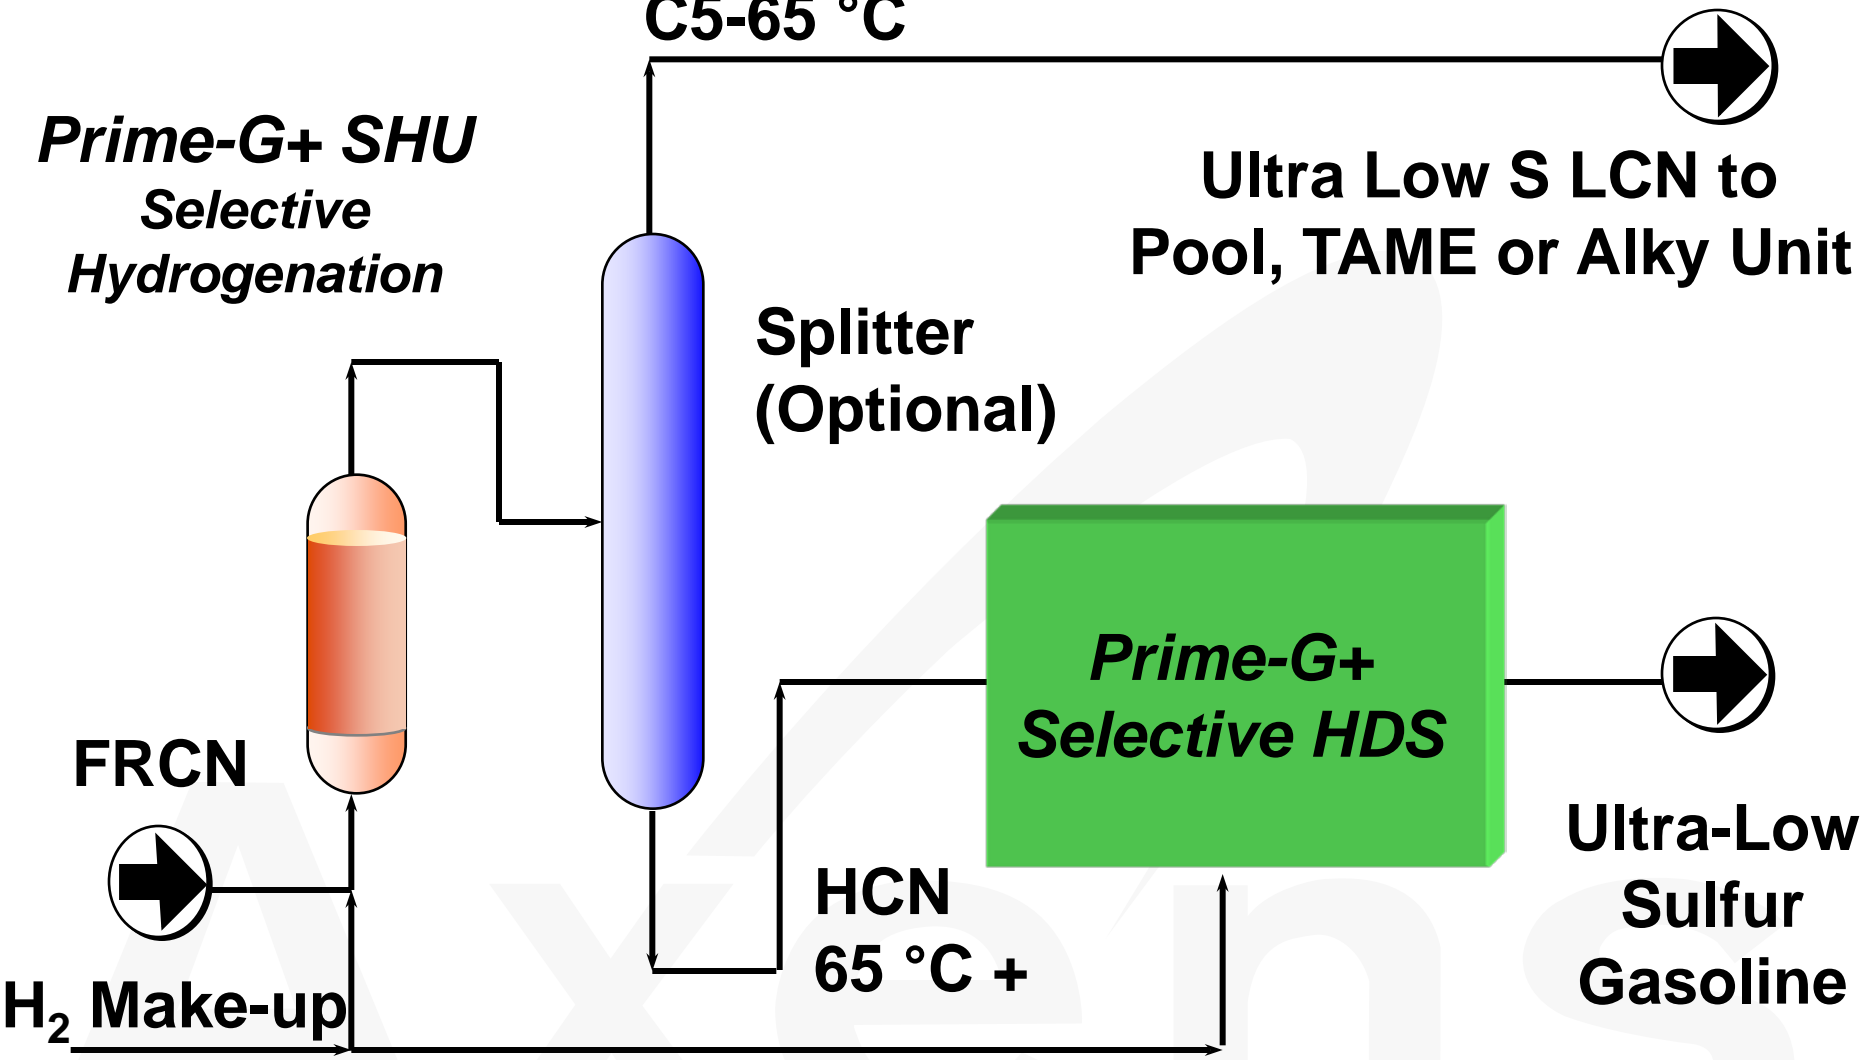 C5-65 °C
Prime-G+ SHU
Selective
Hydrogenation
Ultra Low S LCN to
Pool, TAME or Alky Unit
Splitter
(Optional)
Prime-G+
Selective HDS
FRCN
HCN
65 °C +
Ultra-Low
Sulfur
Gasoline
H₂ Make-up
Axens